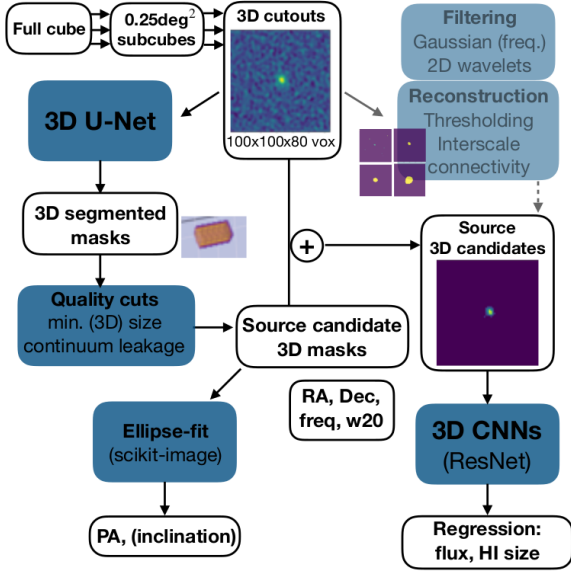 Full cube
0.25deg²
subcubes
3D cutouts
100x100x80 vox
Filtering
Gaussian (freq.)
2D wavelets
Reconstruction
Thresholding
Interscale
connectivity
3D U-Net
3D segmented
masks
+
Source
3D candidates
Quality cuts
min. (3D) size
continuum leakage
Source candidate
3D masks
RA, Dec,
freq, w20
Ellipse-fit
(scikit-image)
3D CNNs
(ResNet)
PA, (inclination)
Regression:
flux, HI size